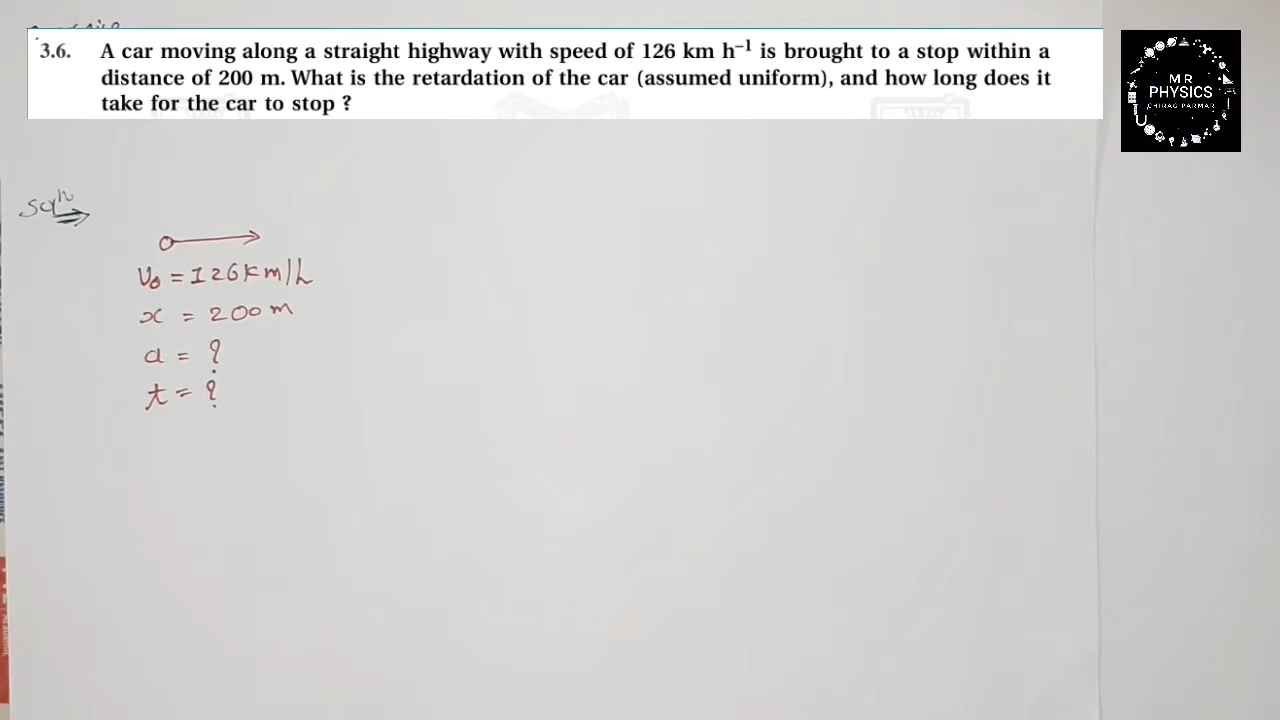 3.6. A car moving along a straight highway with speed of 126 km h⁻¹ is brought to a stop within a
distance of 200 m. What is the retardation of the car (assumed uniform), and how long does it
take for the car to stop ?
MR
PHYSICS
CHIRAG PARMAR
Solⁿ
v₀ = 126 km/h
x = 200 m
a = ?
t = ?